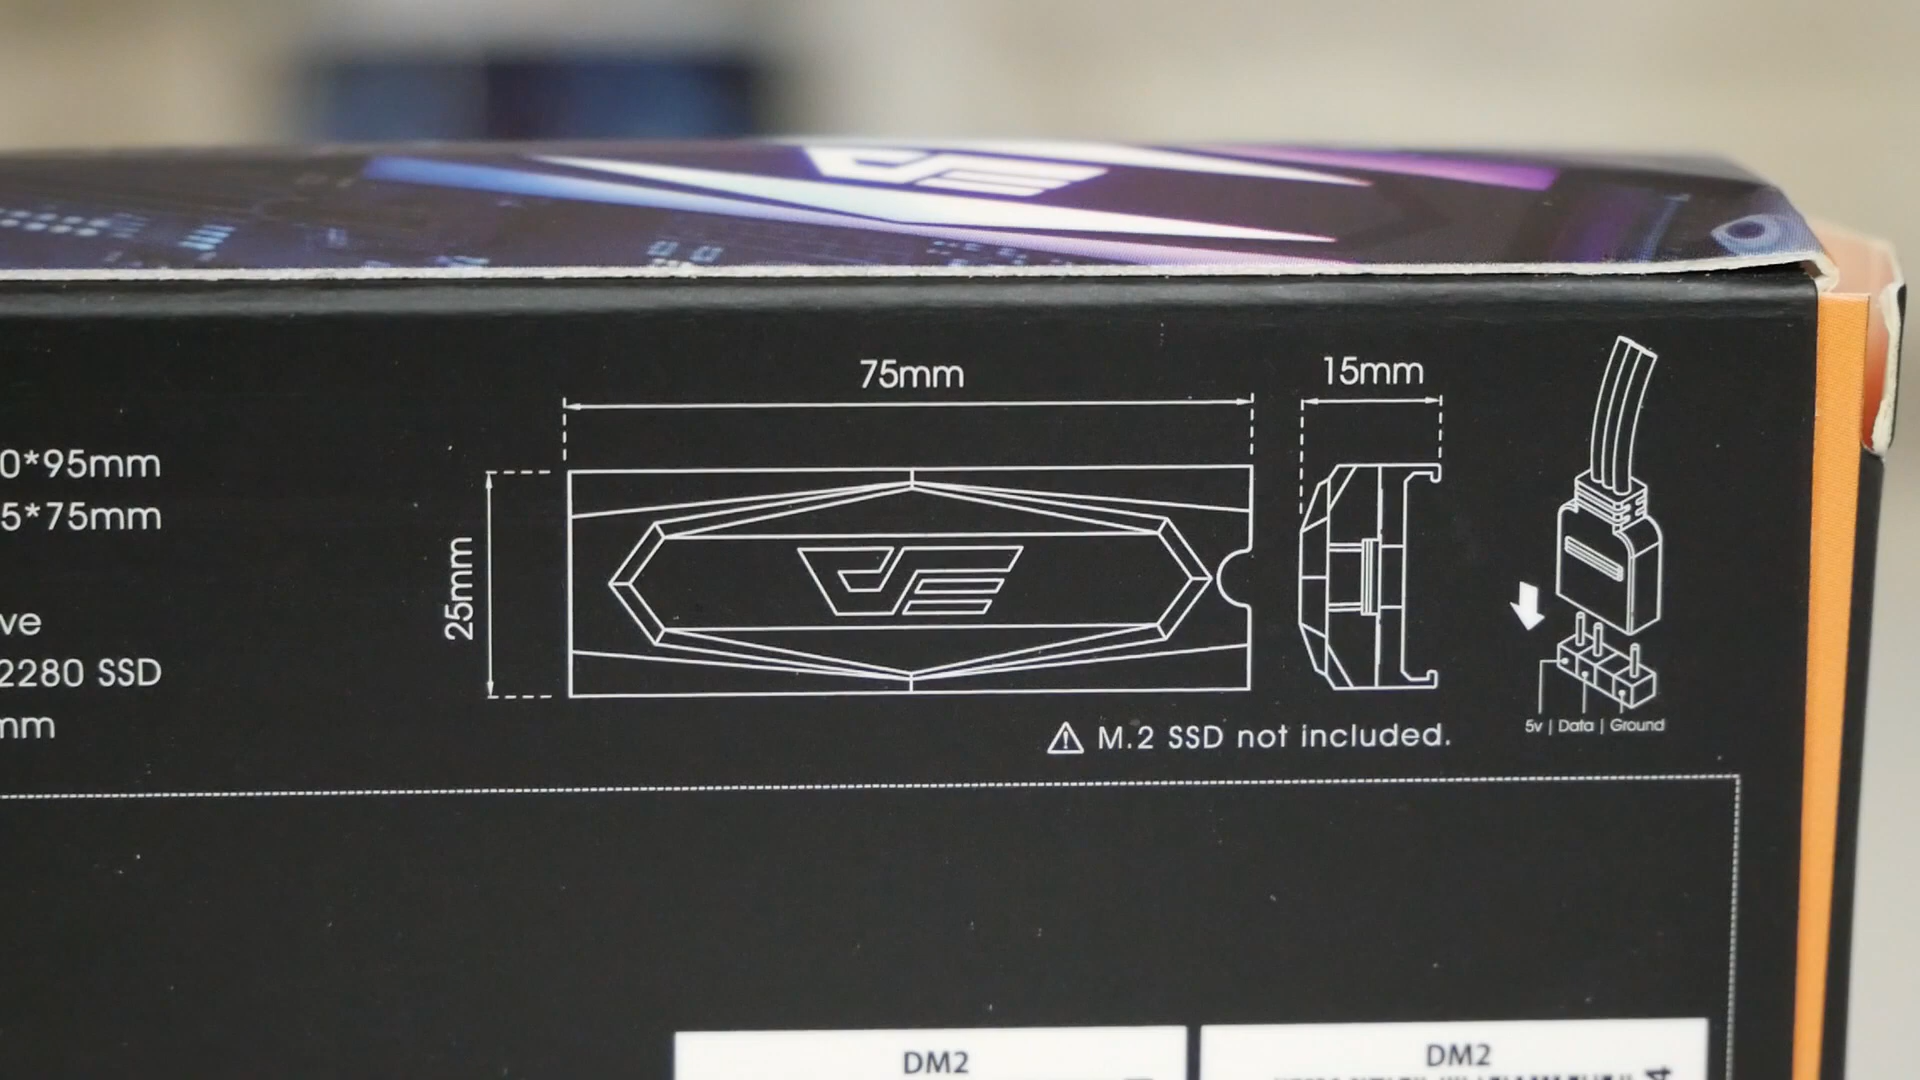 75mm
15mm
0*95mm
5*75mm
25mm
ve
2280 SSD
mm
5v | Data | Ground
M.2 SSD not included.
DM2
DM2